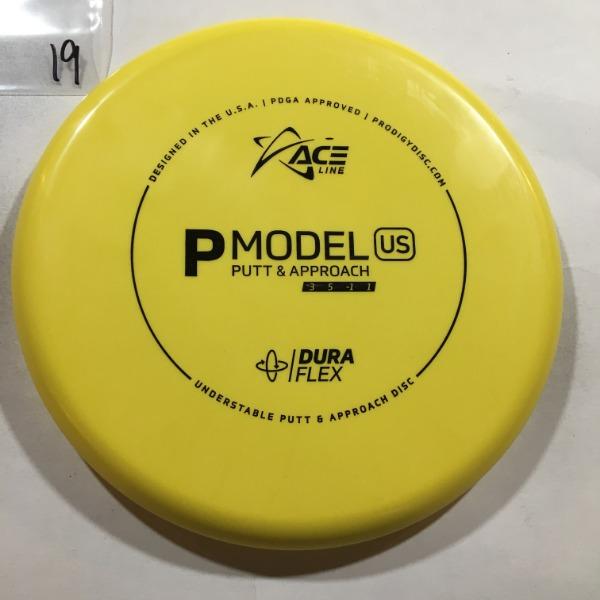 19
DESIGNED IN THE U.S.A. | PDGA APPROVED | PRODIGYDISC.COM
ACE
LINE
P MODEL US
PUTT & APPROACH
-3 5 -1 1
DURA
FLEX
UNDERSTABLE PUTT & APPROACH DISC